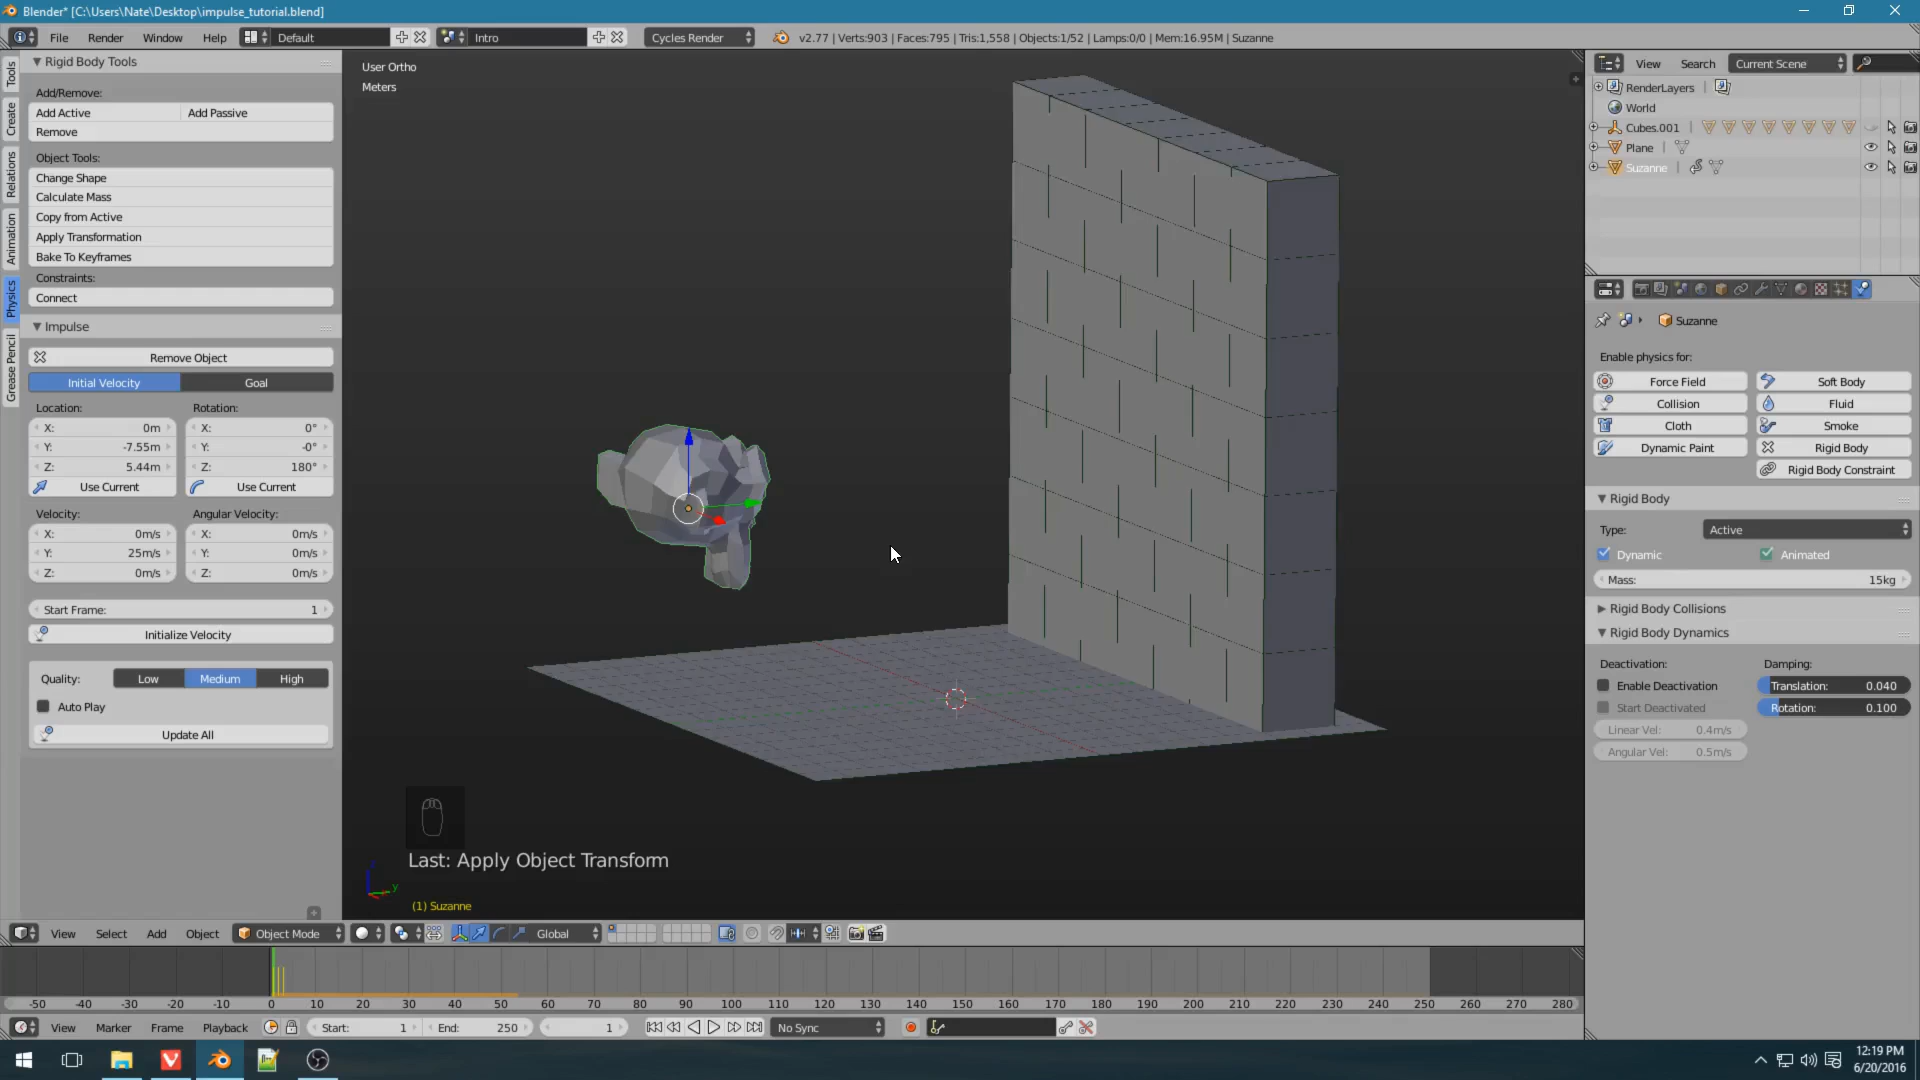 Blender* [C:\Users\Nate\Desktop\impulse_tutorial.blend]
File Render Window Help Default Intro Cycles Render v2.77 | Verts:903 | Faces:795 | Tris:1,558 | Objects:1/52 | Lamps:0/0 | Mem:16.95M | Suzanne
Tools
Create
Relations
Animation
Physics
Grease Pencil
Rigid Body Tools
Add/Remove:
Add Active Add Passive
Remove
Object Tools:
Change Shape
Calculate Mass
Copy from Active
Apply Transformation
Bake To Keyframes
Constraints:
Connect
Impulse
Remove Object
Initial Velocity Goal
Location: Rotation:
X: 0m X: 0°
Y: -7.55m Y: -0°
Z: 5.44m Z: 180°
Use Current Use Current
Velocity: Angular Velocity:
X: 0m/s X: 0m/s
Y: 25m/s Y: 0m/s
Z: 0m/s Z: 0m/s
Start Frame: 1
Initialize Velocity
Quality: Low Medium High
Auto Play
Update All
User Ortho
Meters
y
Last: Apply Object Transform
(1) Suzanne
View Search Current Scene
RenderLayers |
World
Cubes.001 |
Plane |
Suzanne |
Suzanne
Enable physics for:
Force Field Soft Body
Collision Fluid
Cloth Smoke
Dynamic Paint Rigid Body
Rigid Body Constraint
Rigid Body
Type: Active
Dynamic Animated
Mass: 15kg
Rigid Body Collisions
Rigid Body Dynamics
Deactivation: Damping:
Enable Deactivation Translation: 0.040
Start Deactivated Rotation: 0.100
Linear Vel: 0.4m/s
Angular Vel: 0.5m/s
View Select Add Object Object Mode Global
-50 -40 -30 -20 -10 0 10 20 30 40 50 60 70 80 90 100 110 120 130 140 150 160 170 180 190 200 210 220 230 240 250 260 270 280
View Marker Frame Playback Start: 1 End: 250 1 No Sync
12:19 PM
6/20/2016